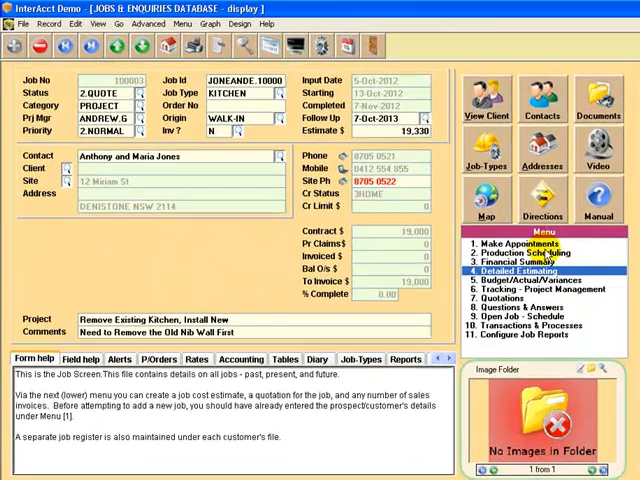 InterAcct Demo - [JOBS & ENQUIRIES DATABASE - display ]
File Record Edit View Go Advanced Menu Graph Design Help
Job No 100003 Job Id JONEANDE.10000 Input Date 5-Oct-2012
Status 2.QUOTE Job Type KITCHEN Starting 13-Oct-2012
Category PROJECT Order No Completed 7-Nov-2012
Prj Mgr ANDREW.G Origin WALK-IN Follow Up 7-Oct-2013
Priority 2.NORMAL Inv ? N Estimate $ 19,330
View Client Contacts Documents
Job-Types Addresses Video
Map Directions Manual
Contact Anthony and Maria Jones Phone 8705 0521
Client Mobile 0412 554 855
Site 12 Miriam St Site Ph 8705 0522
Address Cr Status 3HOME
DENISTONE NSW 2114 Cr Limit $ 0
Contract $ 19,000
Pr Claims$ 0
Invoiced $ 0
Bal O/s $ 0
To Invoice $ 19,000
% Complete 0.00
Menu
1. Make Appointments
2. Production Scheduling
3. Financial Summary
4. Detailed Estimating
5. Budget/Actual/Variances
6. Tracking - Project Management
7. Quotations
8. Questions & Answers
9. Open Job - Schedule
10. Transactions & Processes
11. Configure Job Reports
Project Remove Existing Kitchen, Install New
Comments Need to Remove the Old Nib Wall First
Form help Field help Alerts P/Orders Rates Accounting Tables Diary Job-Types Reports
This is the Job Screen.This file contains details on all jobs - past, present, and future.
Via the next (lower) menu you can create a job cost estimate, a quotation for the job, and any number of sales
invoices. Before attempting to add a new job, you should have already entered the prospect/customer's details
under Menu [1].
A separate job register is also maintained under each customer's file.
Image Folder
No Images in Folder
1 from 1